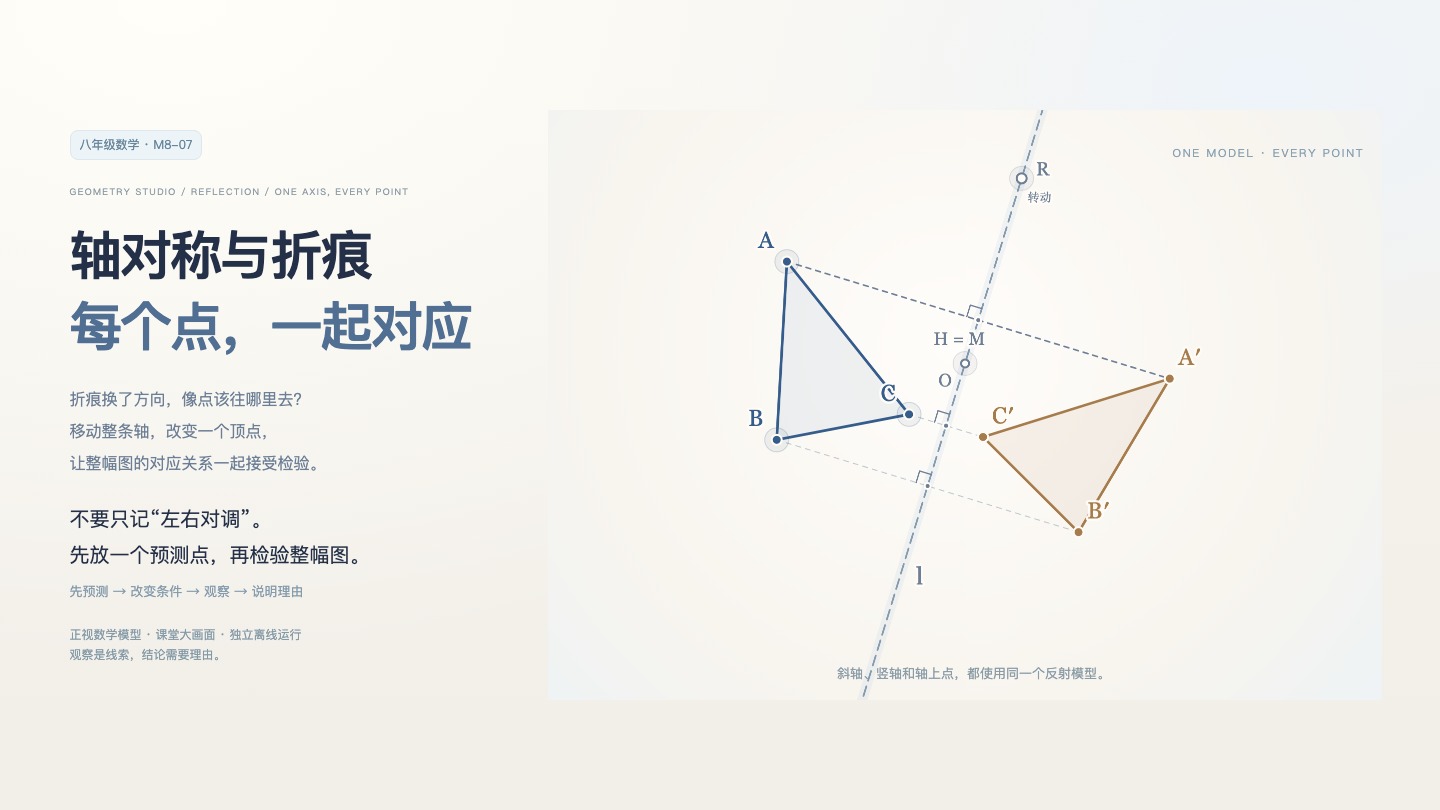 八年级数学 · M8–07
GEOMETRY STUDIO / REFLECTION / ONE AXIS, EVERY POINT
轴对称与折痕
每个点，一起对应
折痕换了方向，像点该往哪里去？
移动整条轴，改变一个顶点，
让整幅图的对应关系一起接受检验。
不要只记“左右对调”。
先放一个预测点，再检验整幅图。
先预测 → 改变条件 → 观察 → 说明理由
正视数学模型 · 课堂大画面 · 独立离线运行
观察是线索，结论需要理由。
ONE MODEL · EVERY POINT
R
转动
A
H = M
A′
O
C
C′
B
B′
l
斜轴、竖轴和轴上点，都使用同一个反射模型。